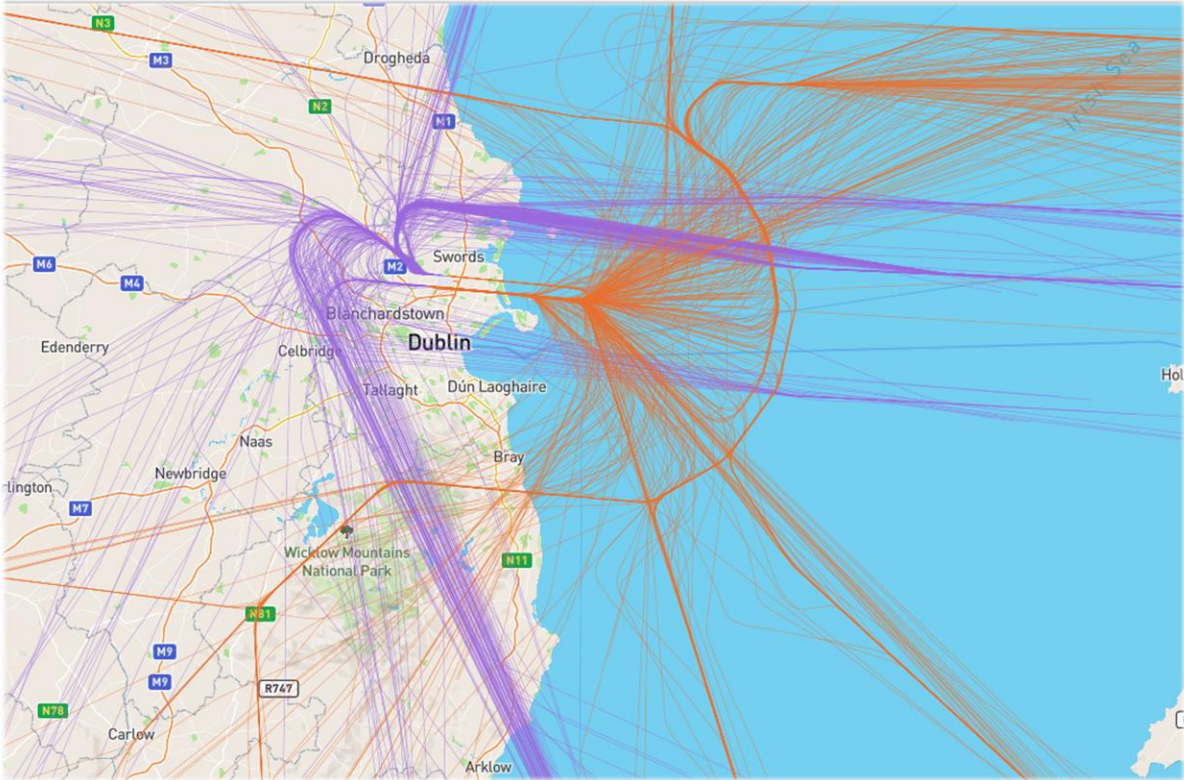 N3
M3
Drogheda
N2
M1
Irish Sea
M6
M4
M2
Swords
Blanchardstown
Dublin
Edenderry
Celbridge
Tallaght
Dún Laoghaire
Hol
Naas
Newbridge
Bray
rlington
M7
Wicklow Mountains
National Park
N11
N81
M9
M9
R747
N78
Carlow
Arklow